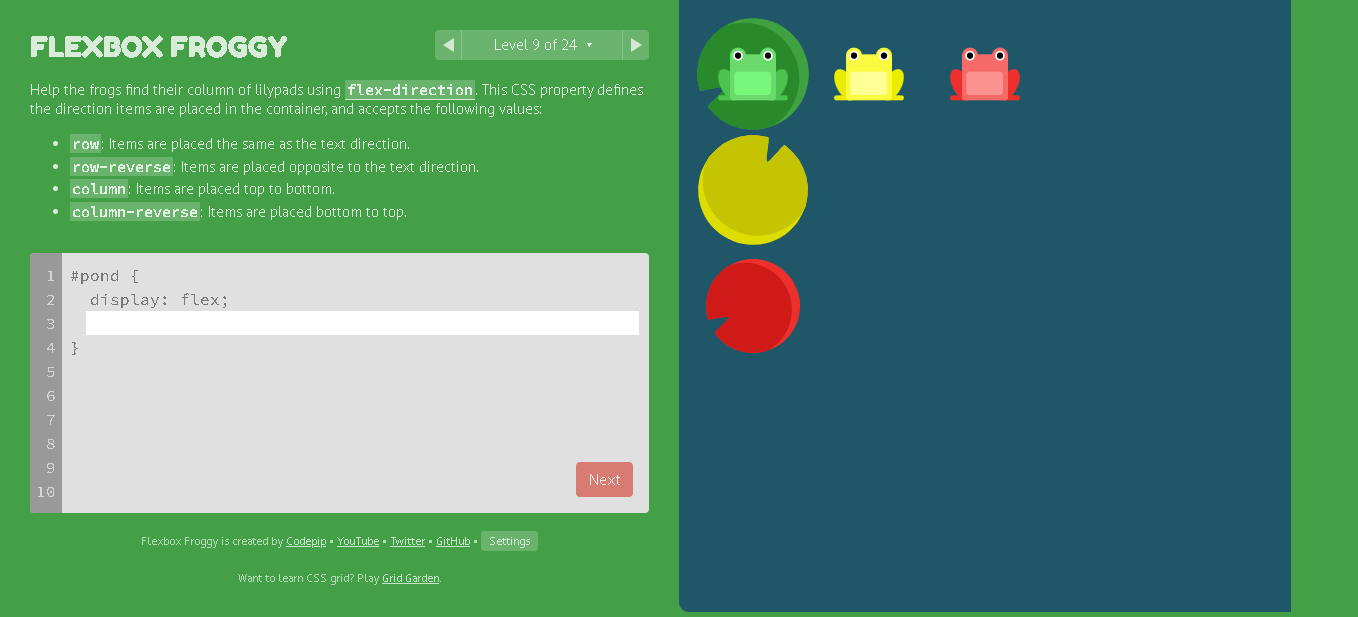 FLEXBOX FROGGY
Level 9 of 24 ▾
Help the frogs find their column of lilypads using flex-direction. This CSS property defines
the direction items are placed in the container, and accepts the following values:
• row: Items are placed the same as the text direction.
• row-reverse: Items are placed opposite to the text direction.
• column: Items are placed top to bottom.
• column-reverse: Items are placed bottom to top.
1 #pond {
2 display: flex;
3
4 }
5
6
7
8
9
10
Next
Flexbox Froggy is created by Codepip • YouTube • Twitter • GitHub • Settings
Want to learn CSS grid? Play Grid Garden.